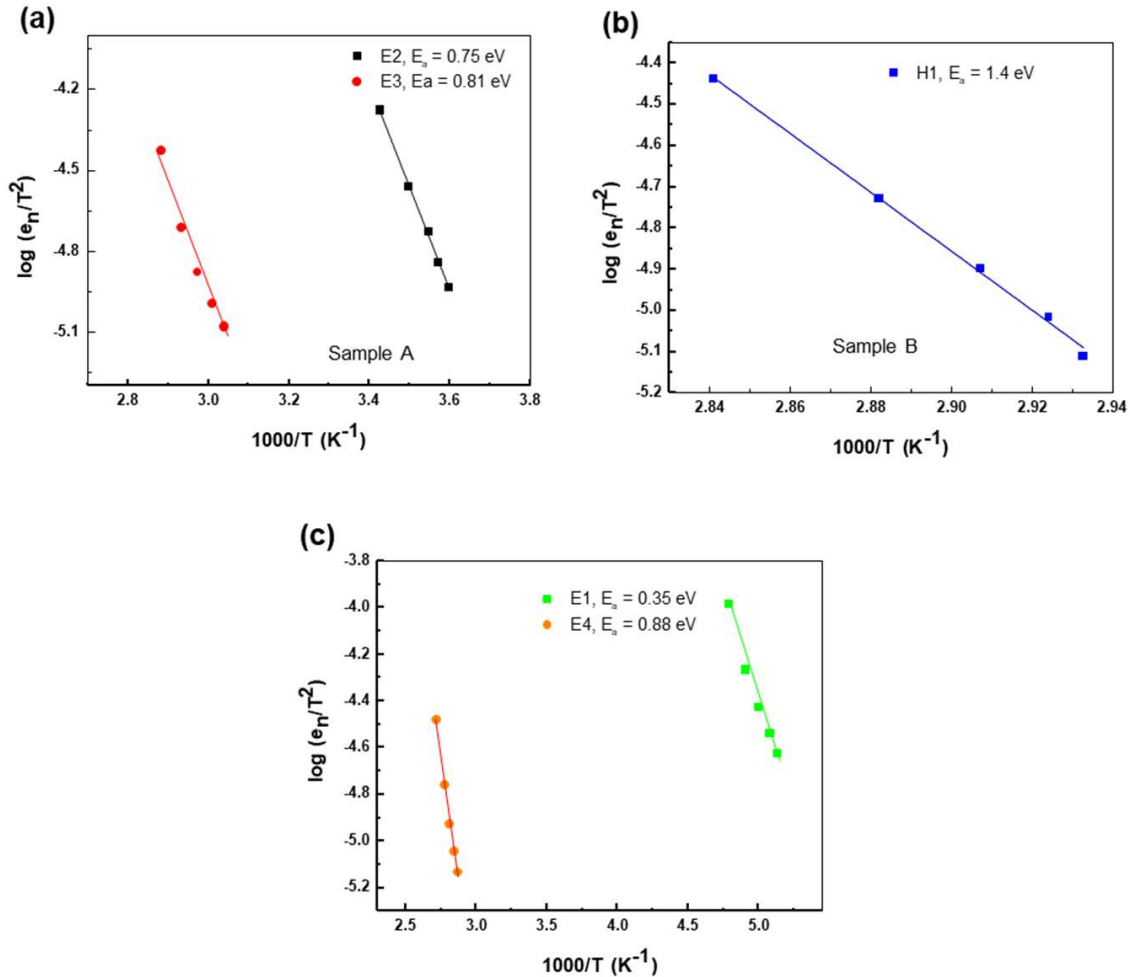 (a)
E2, Eₐ = 0.75 eV
E3, Ea = 0.81 eV
-4.2
-4.5
-4.8
-5.1
log (eₙ/T²)
Sample A
2.8 3.0 3.2 3.4 3.6 3.8
1000/T (K⁻¹)
(b)
H1, Eₐ = 1.4 eV
-4.4
-4.5
-4.6
-4.7
-4.8
-4.9
-5.0
-5.1
-5.2
log (eₙ/T²)
Sample B
2.84 2.86 2.88 2.90 2.92 2.94
1000/T (K⁻¹)
(c)
E1, Eₐ = 0.35 eV
E4, Eₐ = 0.88 eV
-3.8
-4.0
-4.2
-4.4
-4.6
-4.8
-5.0
-5.2
log (eₙ/T²)
2.5 3.0 3.5 4.0 4.5 5.0
1000/T (K⁻¹)